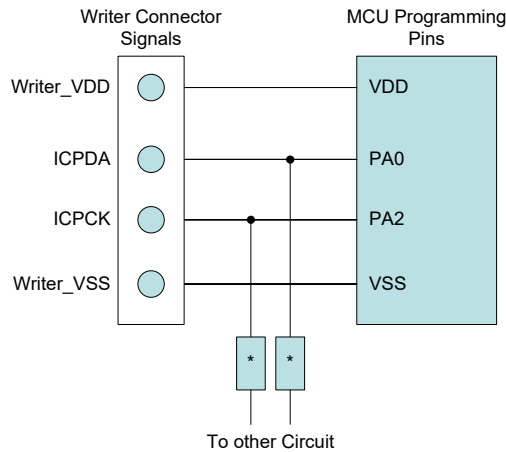 Writer Connector
Signals
MCU Programming
Pins
Writer_VDD
VDD
ICPDA
PA0
ICPCK
PA2
Writer_VSS
VSS
* *
To other Circuit